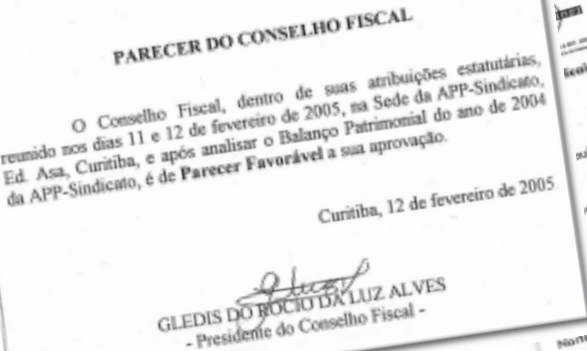 PARECER DO CONSELHO FISCAL
O Conselho Fiscal, dentro de suas atribuições estatutárias,
reunido nos dias 11 e 12 de fevereiro de 2005, na Sede da APP-Sindicato,
Ed. Asa, Curitiba, e após analisar o Balanço Patrimonial do ano de 2004
da APP-Sindicato, é de Parecer Favorável a sua aprovação.
Curitiba, 12 de fevereiro de 2005.
GLEDIS DO ROCIO DA LUZ ALVES
- Presidente do Conselho Fiscal -